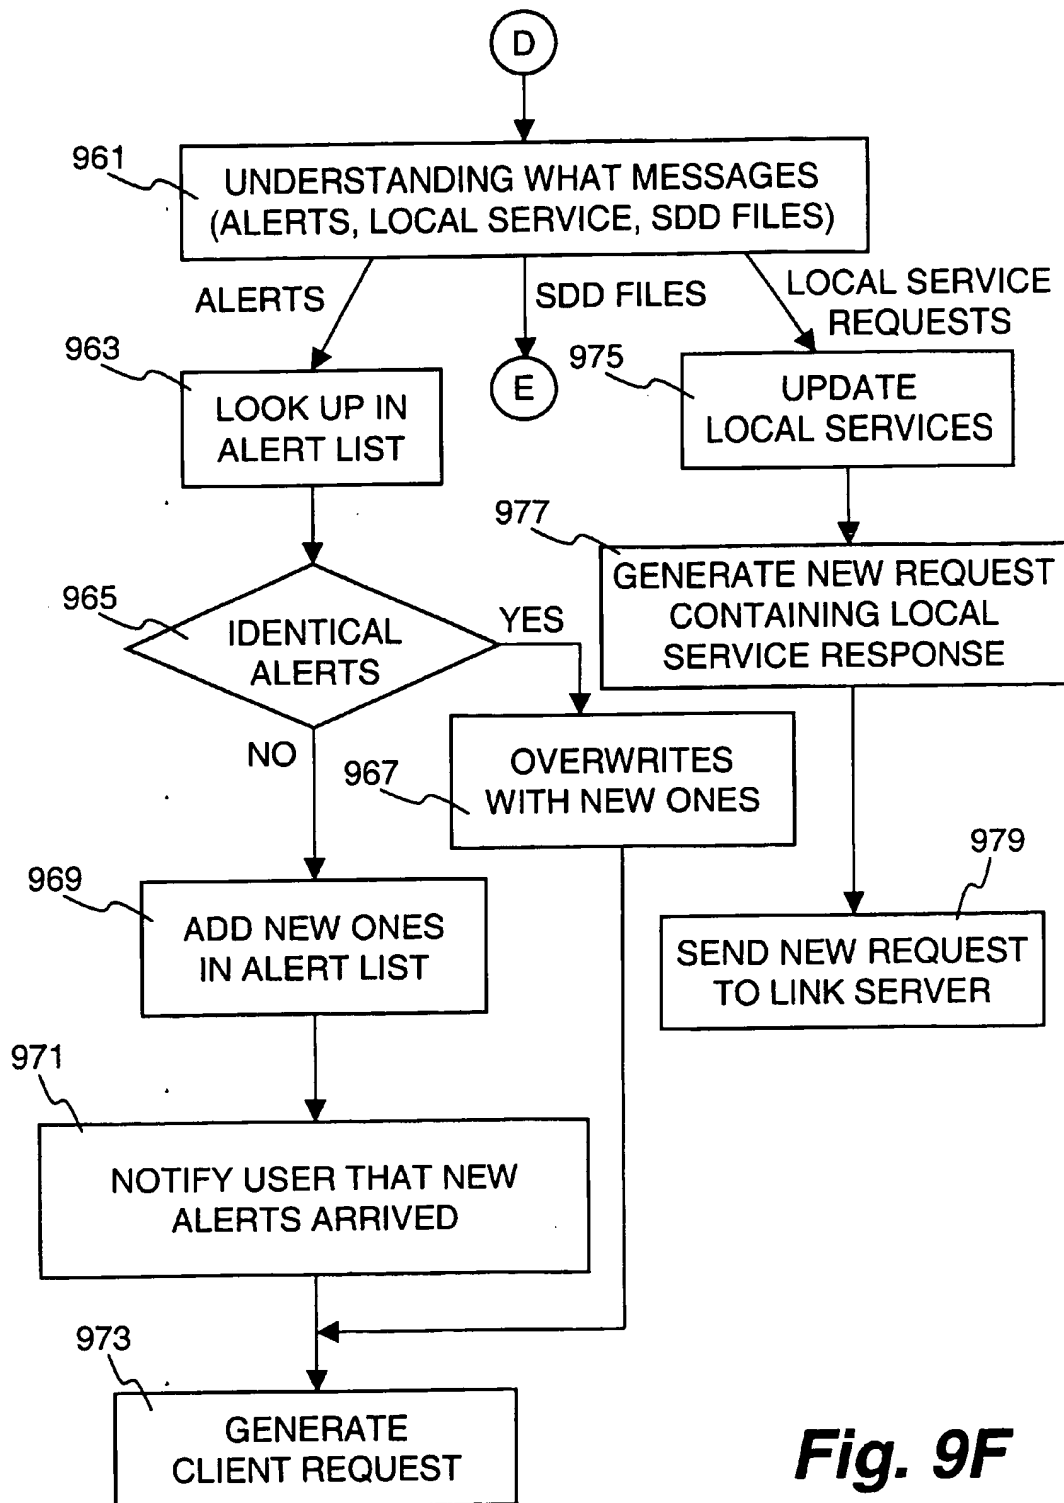 D
961
UNDERSTANDING WHAT MESSAGES
(ALERTS, LOCAL SERVICE, SDD FILES)
ALERTS
SDD FILES
LOCAL SERVICE
REQUESTS
963
LOOK UP IN
ALERT LIST
E
975
UPDATE
LOCAL SERVICES
977
GENERATE NEW REQUEST
CONTAINING LOCAL
SERVICE RESPONSE
965
IDENTICAL
ALERTS
YES
NO
967
OVERWRITES
WITH NEW ONES
969
ADD NEW ONES
IN ALERT LIST
979
SEND NEW REQUEST
TO LINK SERVER
971
NOTIFY USER THAT NEW
ALERTS ARRIVED
973
GENERATE
CLIENT REQUEST
Fig. 9F